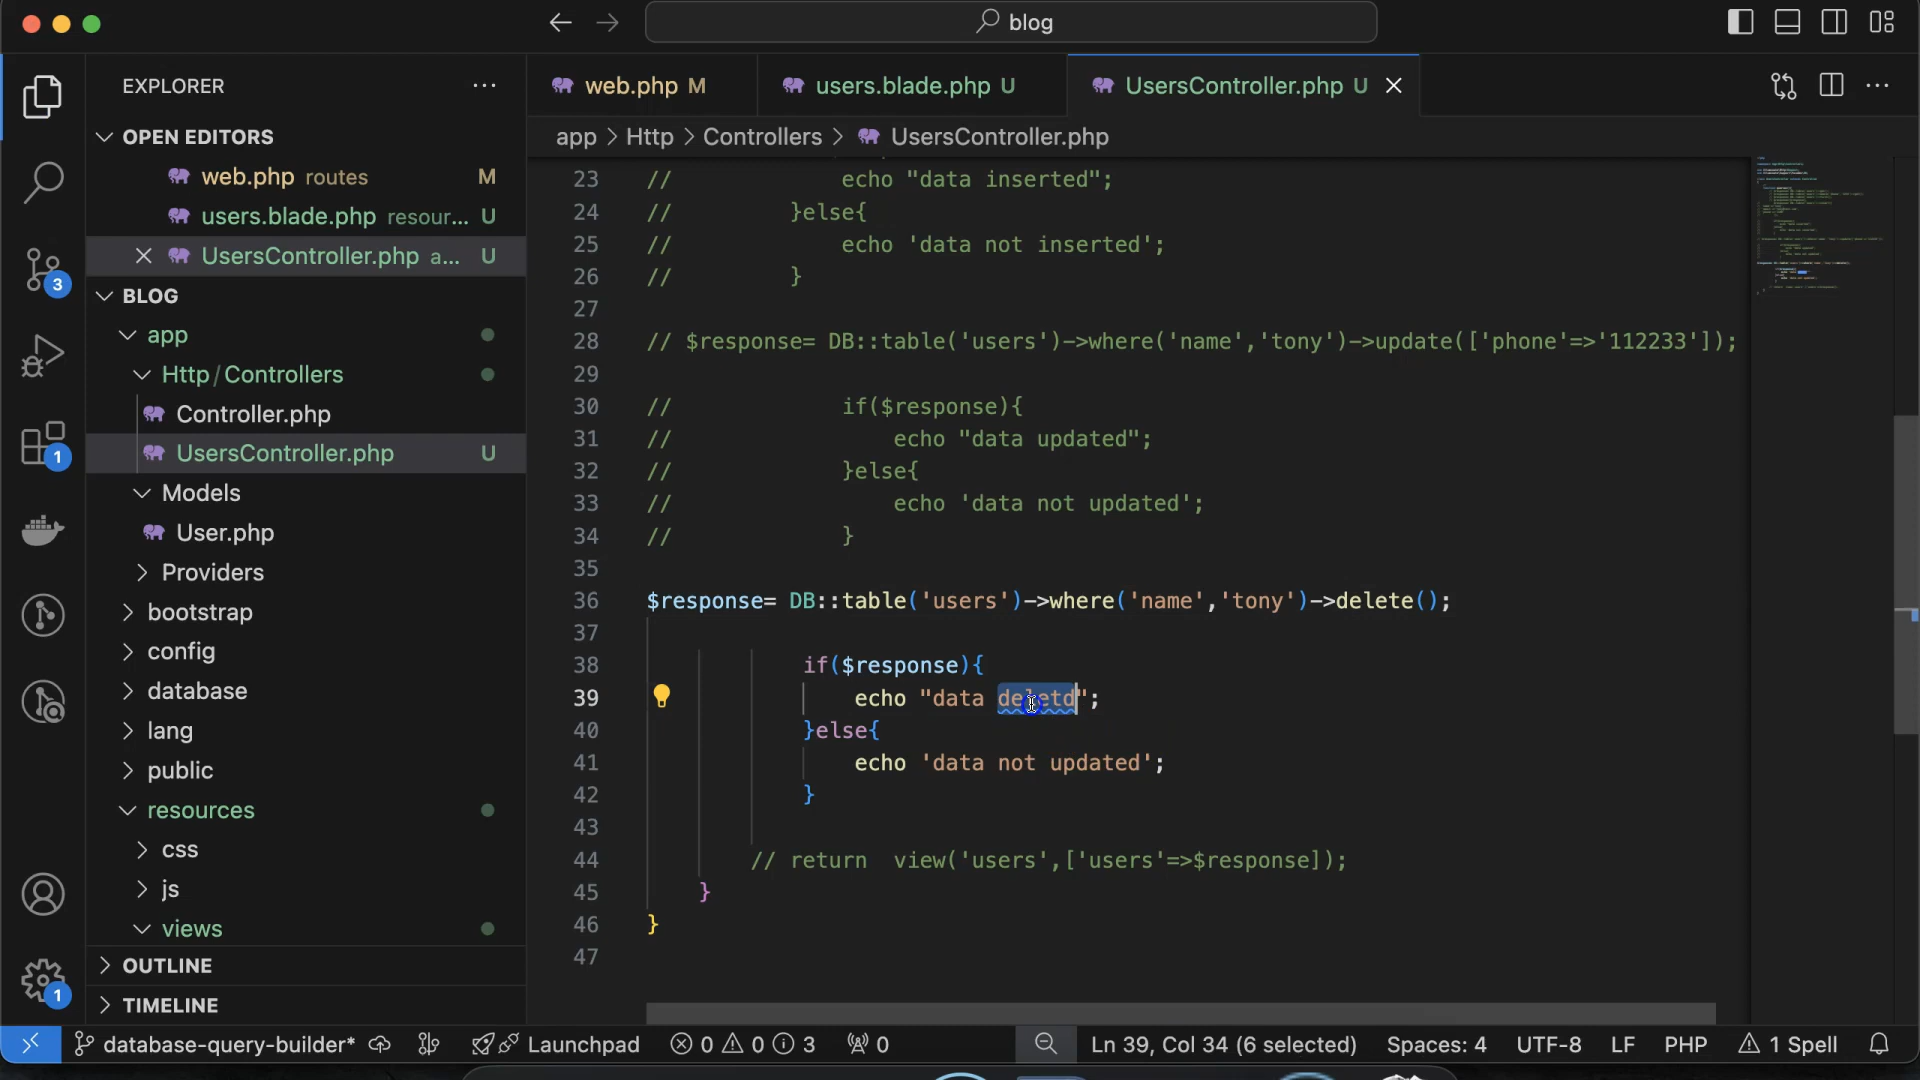 blog
EXPLORER
OPEN EDITORS
web.php routes M
users.blade.php resour... U
UsersController.php a... U
BLOG
app
Http/Controllers
Controller.php
UsersController.php U
Models
User.php
Providers
bootstrap
config
database
lang
public
resources
css
js
views
OUTLINE
TIMELINE
3
1
1
web.php M
users.blade.php U
UsersController.php U
app > Http > Controllers > UsersController.php
23 // echo "data inserted";
24 // }else{
25 // echo 'data not inserted';
26 // }
27
28 // $response= DB::table('users')->where('name','tony')->update(['phone'=>'112233']);
29
30 // if($response){
31 // echo "data updated";
32 // }else{
33 // echo 'data not updated';
34 // }
35
36 $response= DB::table('users')->where('name','tony')->delete();
37
38 if($response){
39 echo "data deletd";
40 }else{
41 echo 'data not updated';
42 }
43
44 // return  view('users',['users'=>$response]);
45 }
46 }
47
database-query-builder* Launchpad 0 0 3 0 Ln 39, Col 34 (6 selected) Spaces: 4 UTF-8 LF PHP 1 Spell